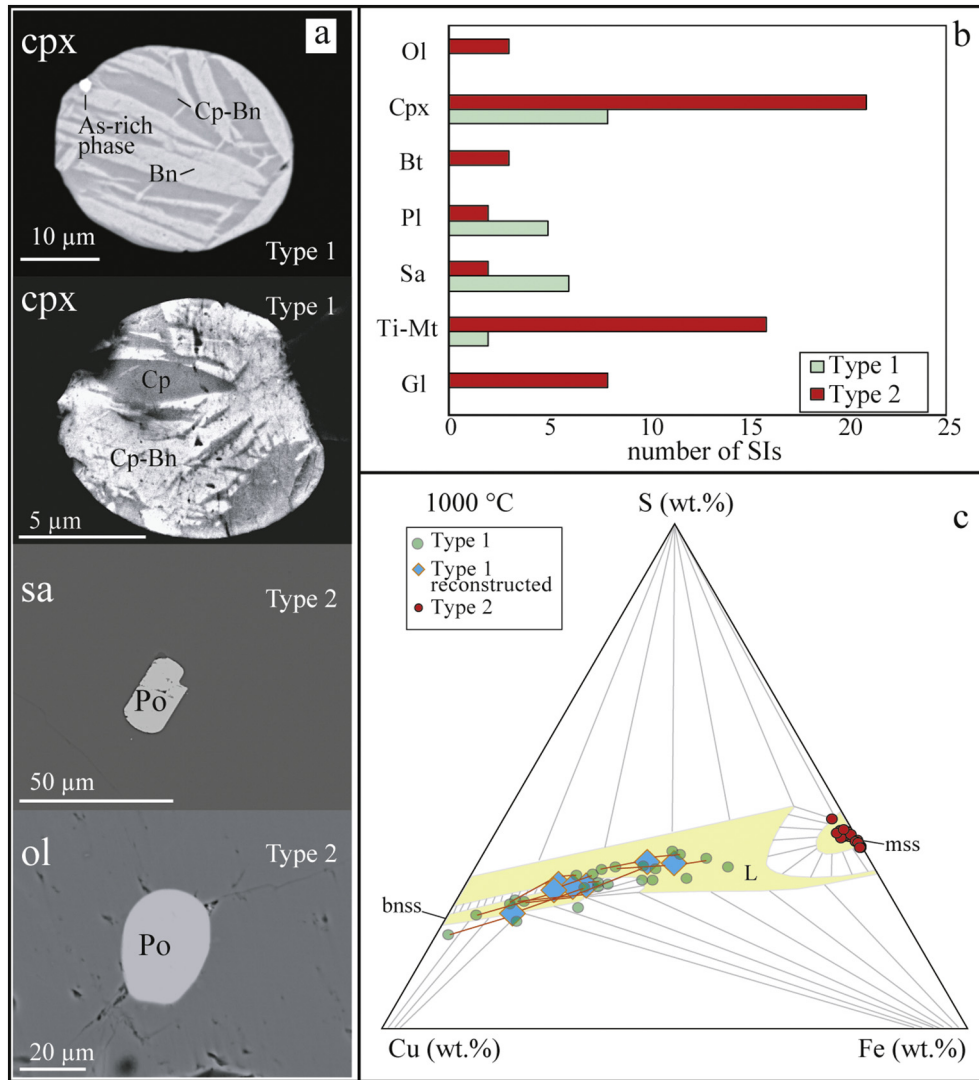 a
cpx
Cp-Bn
As-rich
phase
Bn
10 µm
Type 1
cpx
Type 1
Cp
Cp-Bn
5 µm
sa
Type 2
Po
50 µm
ol
Type 2
Po
20 µm
b
Ol
Cpx
Bt
Pl
Sa
Ti-Mt
Gl
Type 1
Type 2
0 5 10 15 20 25
number of SIs
c
1000 °C
S (wt.%)
Type 1
Type 1
reconstructed
Type 2
mss
L
bnss
Cu (wt.%) Fe (wt.%)